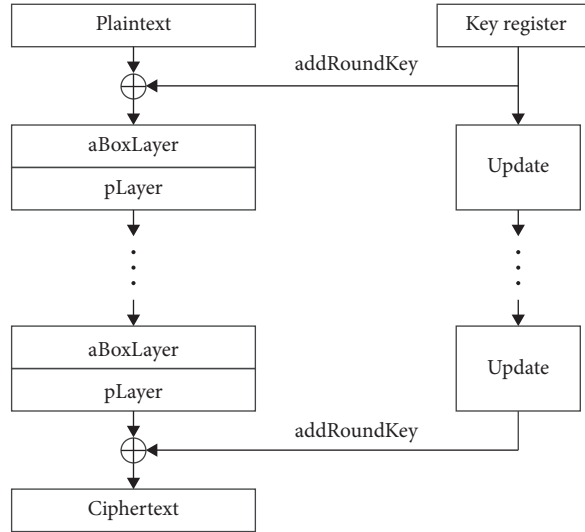 Plaintext
Key register
addRoundKey
aBoxLayer
pLayer
Update
aBoxLayer
pLayer
Update
addRoundKey
Ciphertext